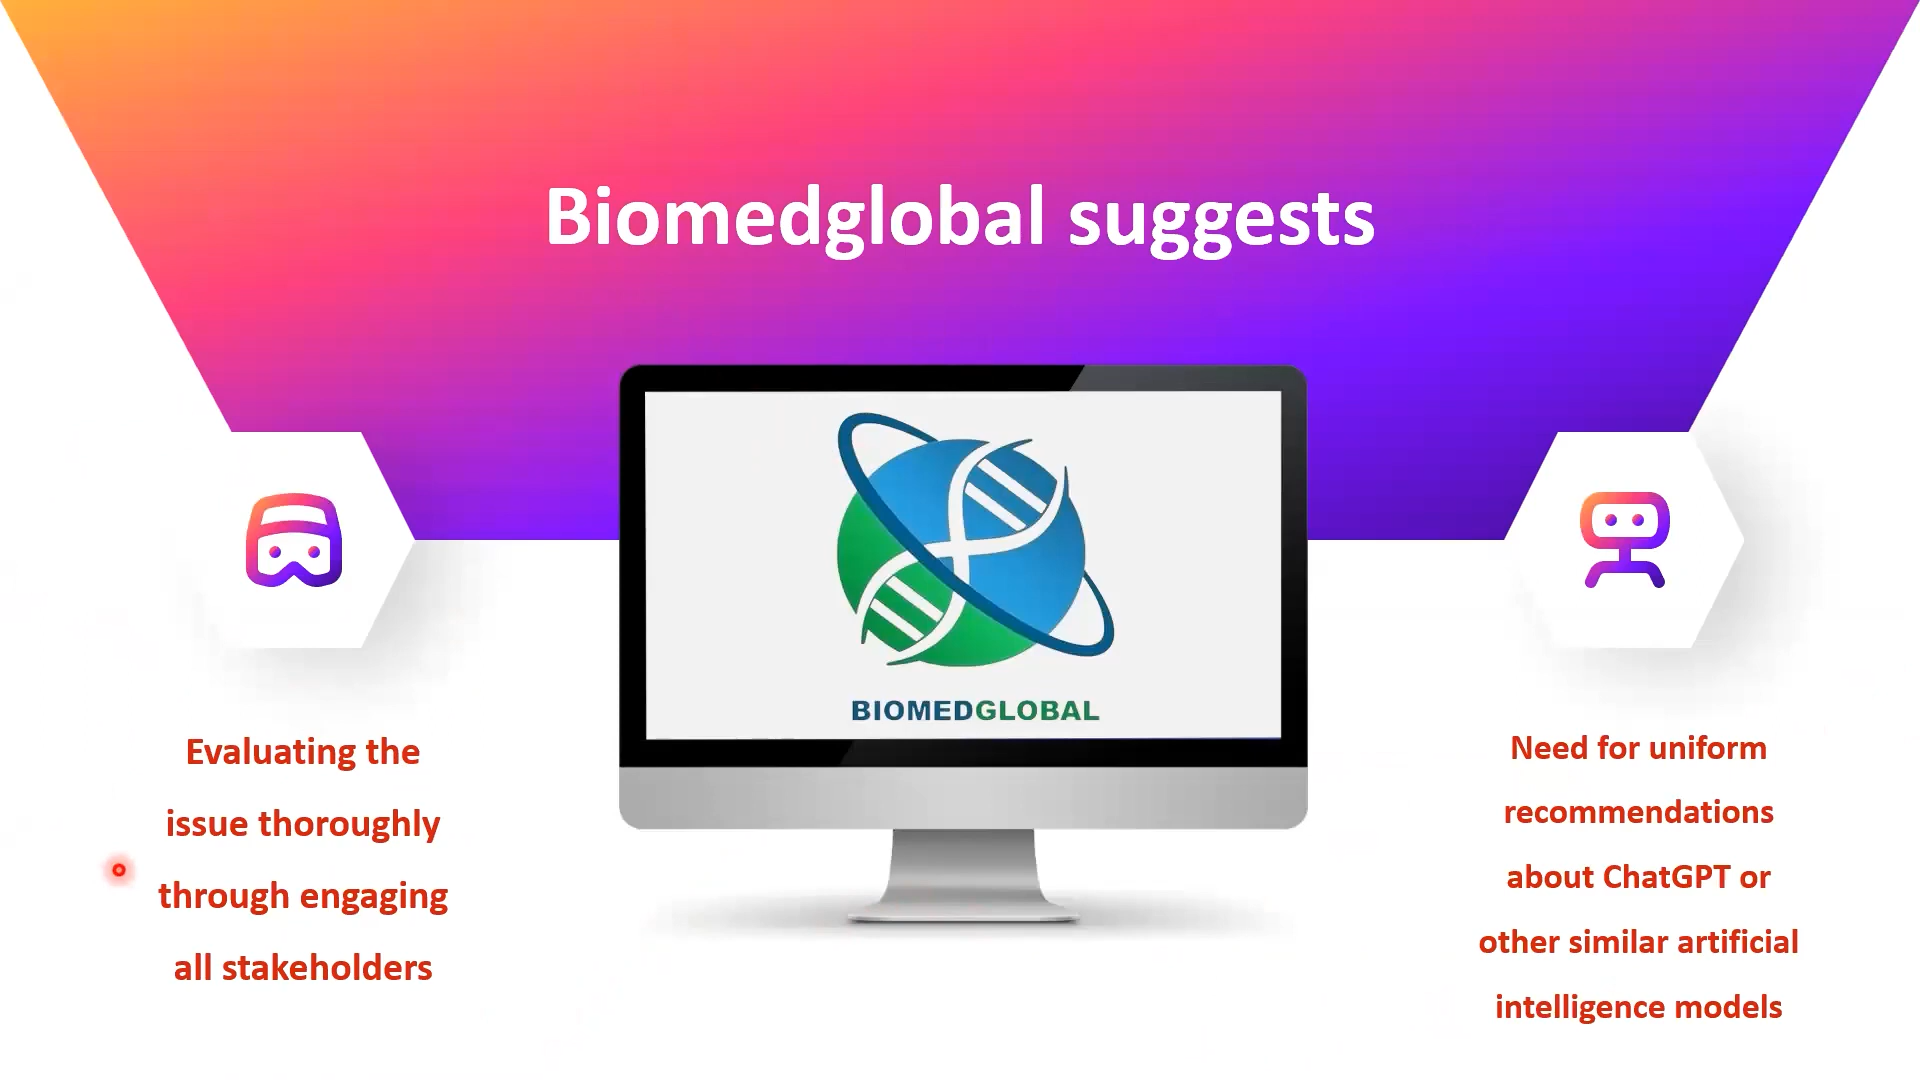 Biomedglobal suggests
BIOMEDGLOBAL
Evaluating the
issue thoroughly
through engaging
all stakeholders
Need for uniform
recommendations
about ChatGPT or
other similar artificial
intelligence models